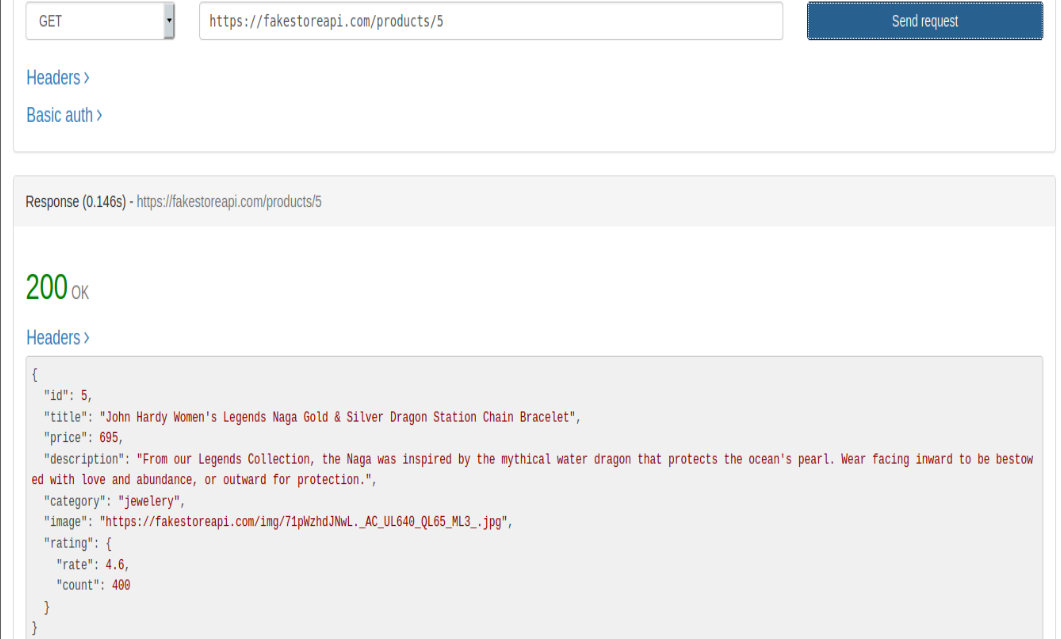 GET https://fakestoreapi.com/products/5 Send request
Headers >
Basic auth >
Response (0.146s) - https://fakestoreapi.com/products/5
200 OK
Headers >
{
  "id": 5,
  "title": "John Hardy Women's Legends Naga Gold & Silver Dragon Station Chain Bracelet",
  "price": 695,
  "description": "From our Legends Collection, the Naga was inspired by the mythical water dragon that protects the ocean's pearl. Wear facing inward to be bestow
ed with love and abundance, or outward for protection.",
  "category": "jewelery",
  "image": "https://fakestoreapi.com/img/71pWzhdJNwL._AC_UL640_QL65_ML3_.jpg",
  "rating": {
    "rate": 4.6,
    "count": 400
  }
}